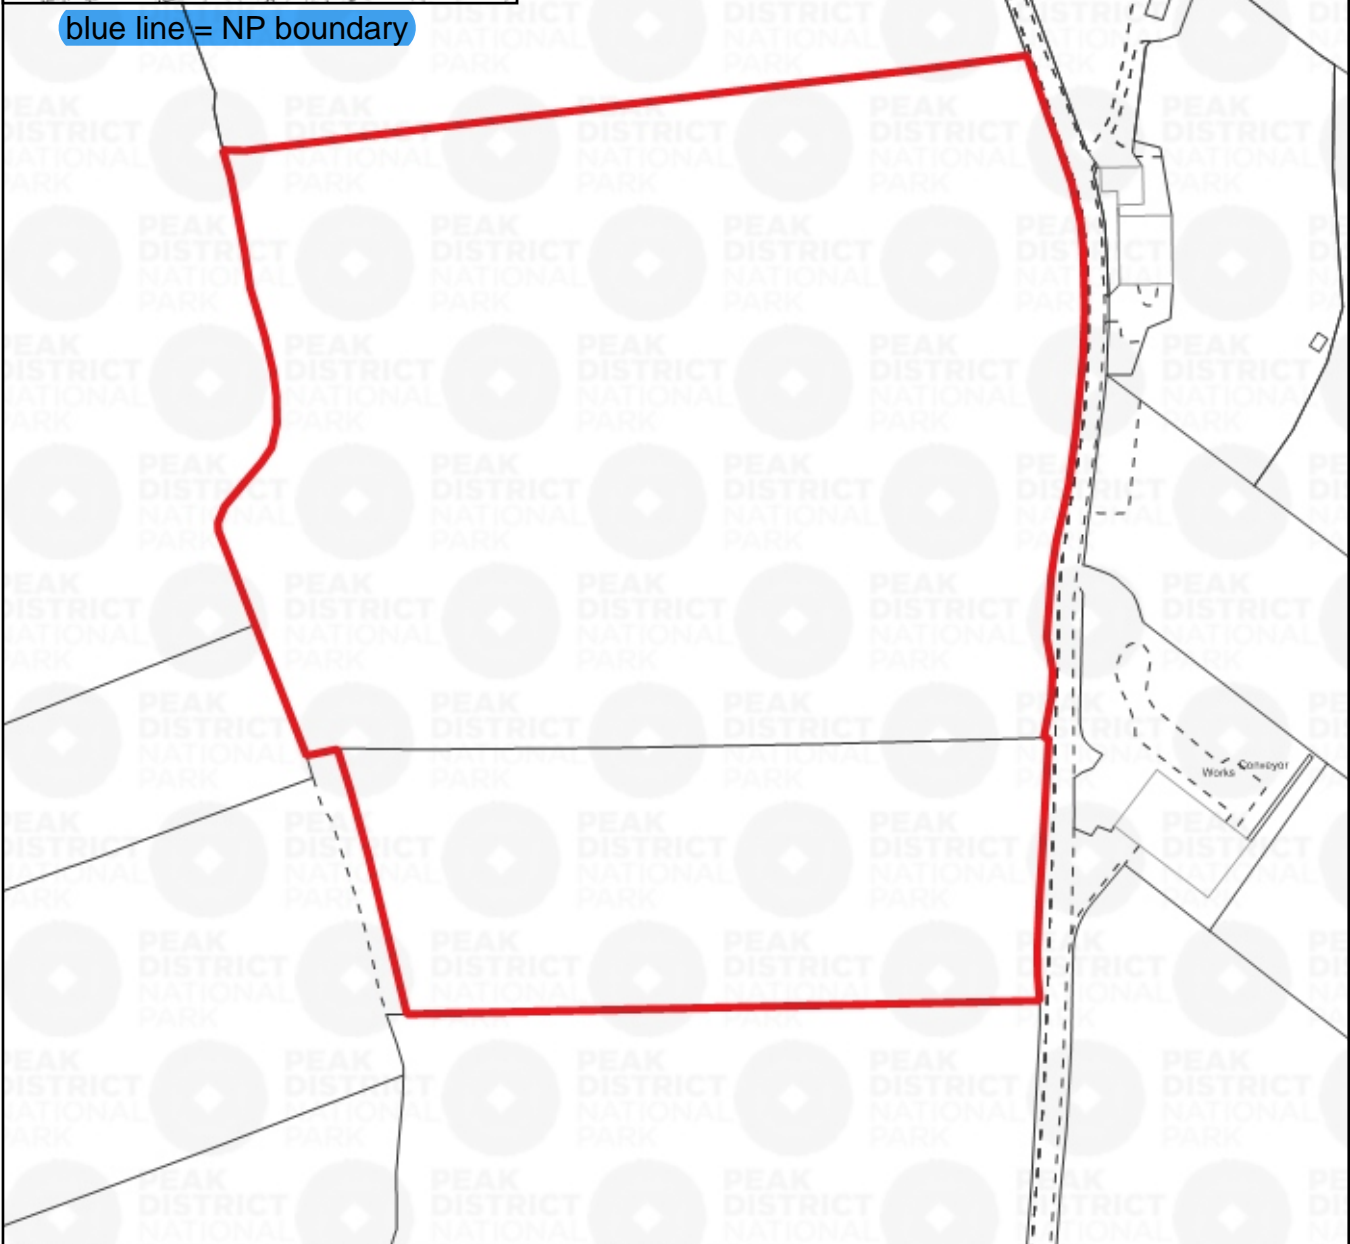 blue line = NP boundary
PEAK
DISTRICT
NATIONAL
PARK
Works
Conveyor